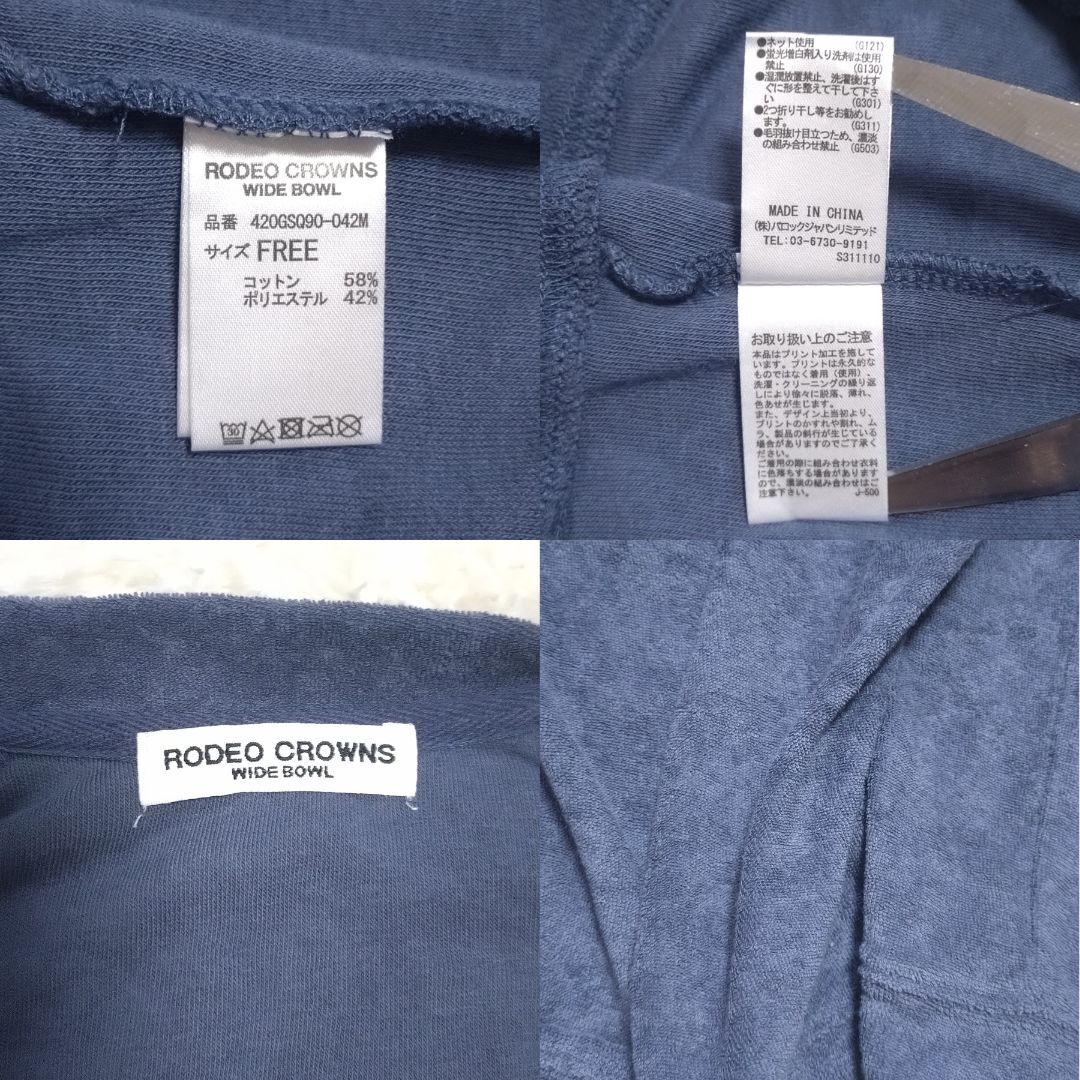 RODEO CROWNS
WIDE BOWL
品番 420GSQ90-042M
サイズ FREE
コットン 58%
ポリエステル 42%
30
●ネット使用 (G121)
●蛍光増白剤入り洗剤は使用
禁止 (G130)
●湿潤放置禁止、洗濯後はす
ぐに形を整えて干して下さ
い (G301)
●2つ折り干し等をお勧めし
ます。 (G311)
●毛羽抜け目立つため、濃淡
の組み合わせ禁止 (G503)
MADE IN CHINA
(株)バロックジャパンリミテッド
TEL:03-6730-9191
S311110
お取り扱い上のご注意
本品はプリント加工を施して
います。プリントは永久的な
ものではなく着用(使用)、
洗濯・クリーニングの繰り返
しにより徐々に脱落、薄れ、
色あせが生じます。
また、デザイン上当初より、
プリントのかすれや割れ、ム
ラ、製品の斜行が生じている
場合がありますのでご了承く
ださい。
ご着用の際に組み合わせ衣料
に色落ちする場合があります
ので、濃淡の組み合わせはご
注意下さい。 J-500
RODEO CROWNS
WIDE BOWL